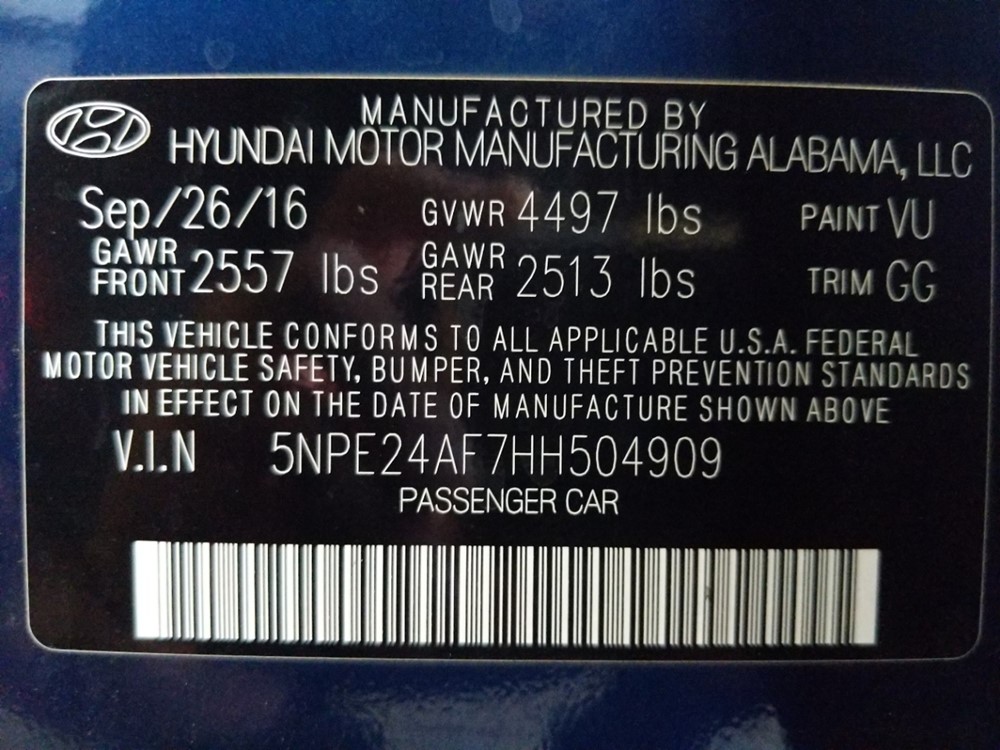 MANUFACTURED BY
HYUNDAI MOTOR MANUFACTURING ALABAMA, LLC
Sep/26/16 GVWR 4497 lbs PAINT VU
GAWR FRONT 2557 lbs GAWR REAR 2513 lbs TRIM GG
THIS VEHICLE CONFORMS TO ALL APPLICABLE U.S.A. FEDERAL
MOTOR VEHICLE SAFETY, BUMPER, AND THEFT PREVENTION STANDARDS
IN EFFECT ON THE DATE OF MANUFACTURE SHOWN ABOVE
V.I.N 5NPE24AF7HH504909
PASSENGER CAR